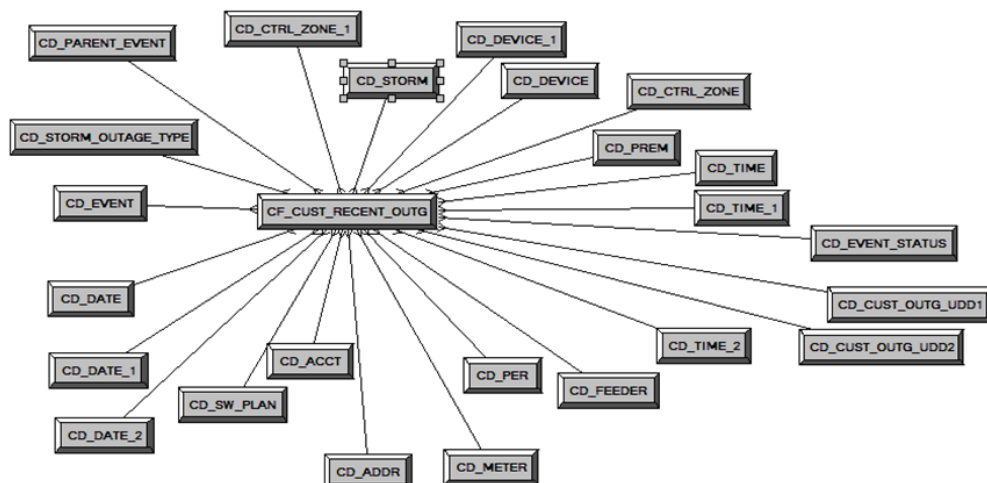 CD_CTRL_ZONE_1
CD_PARENT_EVENT
CD_DEVICE_1
CD_STORM
CD_DEVICE
CD_CTRL_ZONE
CD_STORM_OUTAGE_TYPE
CD_PREM
CD_TIME
CD_EVENT
CF_CUST_RECENT_OUTG
CD_TIME_1
CD_EVENT_STATUS
CD_DATE
CD_CUST_OUTG_UDD1
CD_TIME_2
CD_CUST_OUTG_UDD2
CD_ACCT
CD_DATE_1
CD_PER
CD_FEEDER
CD_SW_PLAN
CD_DATE_2
CD_ADDR
CD_METER